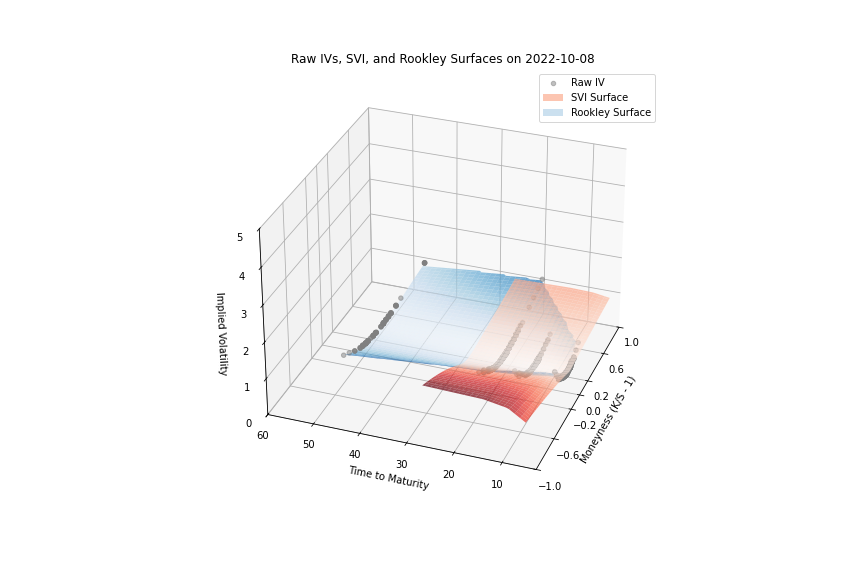 Raw IVs, SVI, and Rookley Surfaces on 2022-10-08
Raw IV
SVI Surface
Rookley Surface
5
4
3
2
1
0
Implied Volatility
60
50
40
30
20
10
Time to Maturity
1.0
0.6
0.2
0.0
−0.2
−0.6
−1.0
Moneyness (K/S - 1)